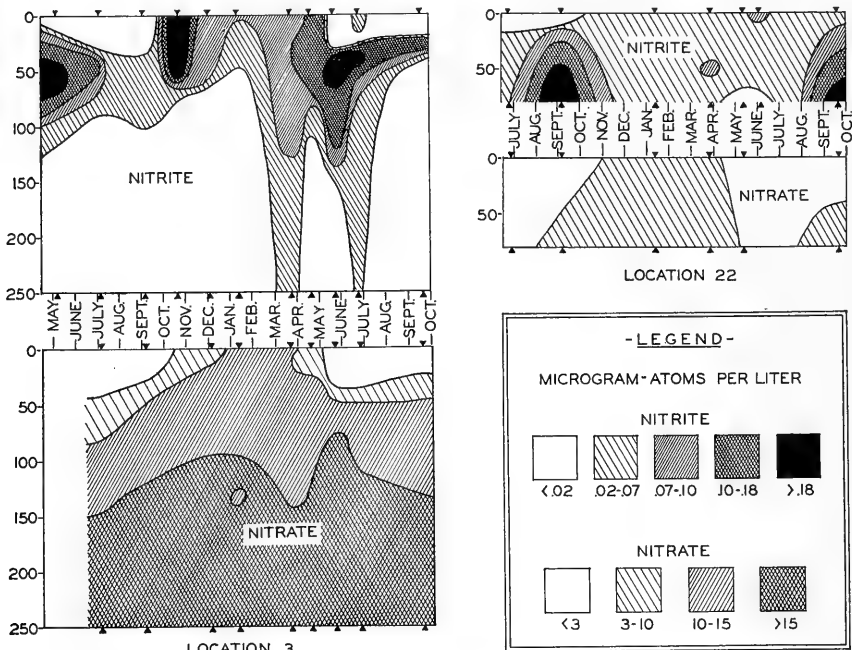 0
50
100
150
200
250
NITRITE
MAY
JUNE
JULY
AUG.
SEPT.
OCT.
NOV.
DEC.
JAN.
FEB.
MAR.
APR.
MAY
JUNE
JULY
AUG.
SEPT.
OCT.
0
50
100
150
200
250
NITRATE
LOCATION 3
0
50
NITRITE
JULY
AUG.
SEPT.
OCT.
NOV.
DEC.
JAN.
FEB.
MAR.
APR.
MAY
JUNE
JULY
AUG.
SEPT.
OCT.
0
50
NITRATE
LOCATION 22
-LEGEND-
MICROGRAM-ATOMS PER LITER
NITRITE
<.02 .02-.07 .07-.10 .10-.18 >.18
NITRATE
<3 3-10 10-15 >15